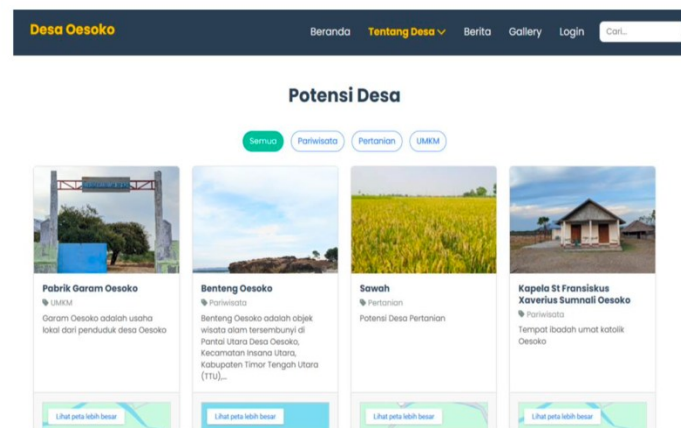 Desa Oesoko
Beranda Tentang Desa Berita Gallery Login Cari...
Potensi Desa
Semua Pariwisata Pertanian UMKM
Pabrik Garam Oesoko
UMKM
Garam Oesoko adalah usaha
lokal dari penduduk desa Oesoko
Benteng Oesoko
Pariwisata
Benteng Oesoko adalah objek
wisata alam tersembunyi di
Pantai Utara Desa Oesoko,
Kecamatan Insana Utara,
Kabupaten Timor Tengah Utara
(TTU),...
Sawah
Pertanian
Potensi Desa Pertanian
Kapela St Fransiskus
Xaverius Sumnali Oesoko
Pariwisata
Tempat ibadah umat katolik
Oesoko
Lihat peta lebih besar
Lihat peta lebih besar
Lihat peta lebih besar
Lihat peta lebih besar